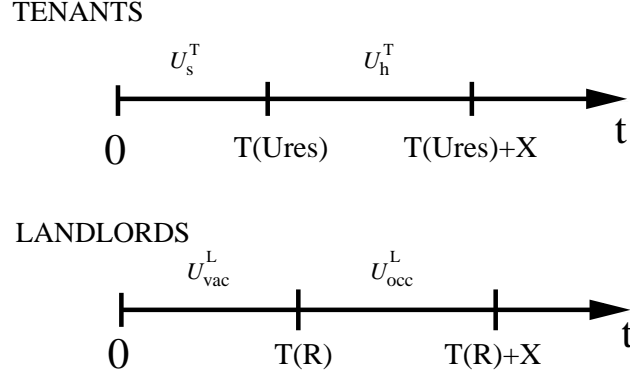 TENANTS
U_s^T U_h^T
0 T(Ures) T(Ures)+X t
LANDLORDS
U_vac^L U_occ^L
0 T(R) T(R)+X t